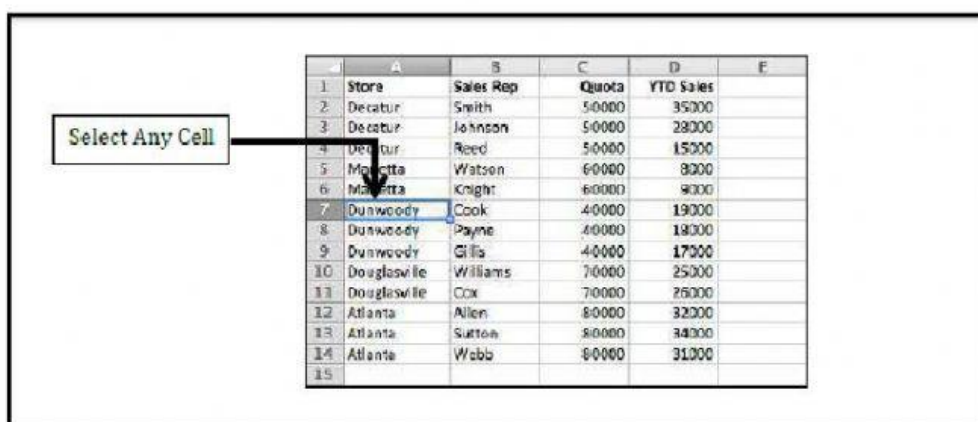 A B C D E
1 Store Sales Rep Quota YTD Sales
2 Decatur Smith 50000 35000
3 Decatur Johnson 50000 28000
Select Any Cell
4 Decatur Reed 50000 15000
5 Marietta Watson 60000 8000
6 Marietta Knight 60000 9000
7 Dunwoody Cook 40000 19000
8 Dunwoody Payne 40000 18000
9 Dunwoody Gillis 40000 17000
10 Douglasville Williams 70000 25000
11 Douglasville Cox 70000 26000
12 Atlanta Allen 80000 32000
13 Atlanta Sutton 80000 34000
14 Atlanta Webb 80000 31000
15